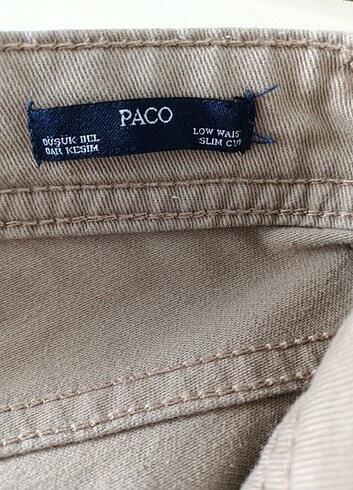 PACO
DÜŞÜK BEL
DAR KESİM
LOW WAIST
SLIM CUT